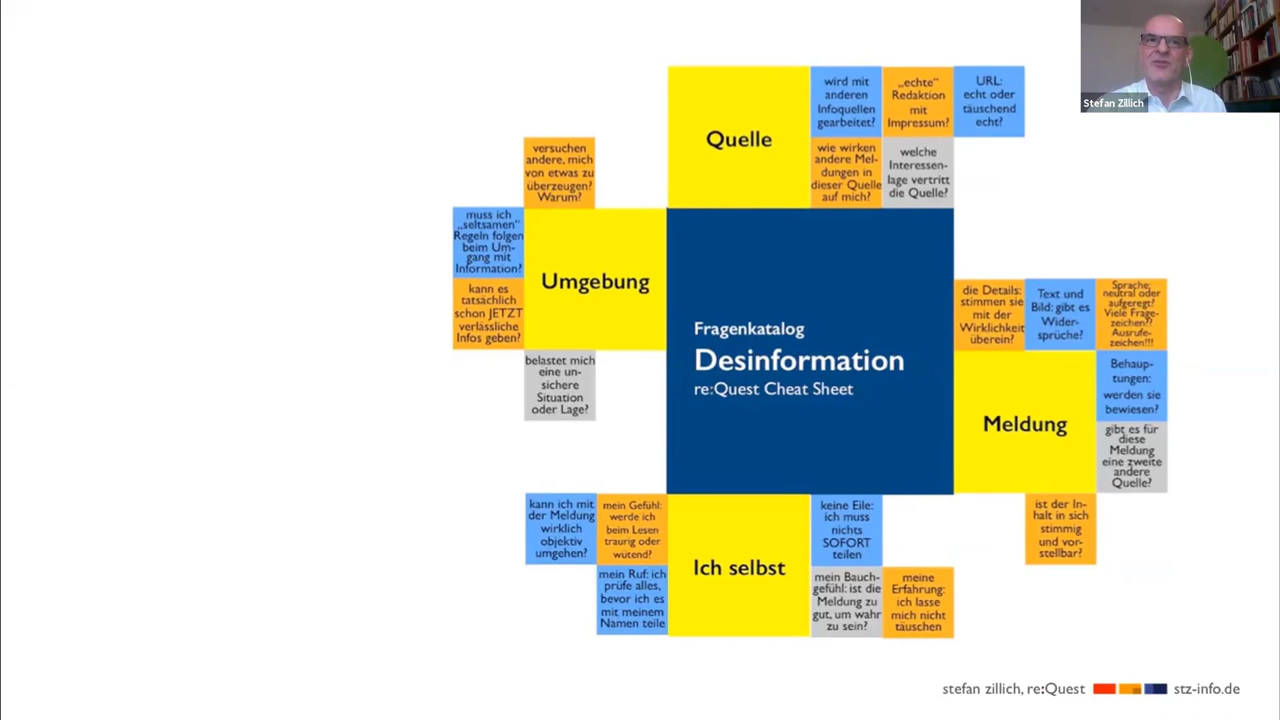 Stefan Zillich
Quelle
wird mit
anderen
Infoquellen
gearbeitet?
„echte“
Redaktion
mit
Impressum?
URL:
echt oder
täuschend
echt?
wie wirken
andere Mel-
dungen in
dieser Quelle
auf mich?
welche
Interessen-
lage vertritt
die Quelle?
versuchen
andere, mich
von etwas zu
überzeugen?
Warum?
muss ich
„seltsamen“
Regeln folgen
beim Um-
gang mit
Information?
Umgebung
kann es
tatsächlich
schon JETZT
verlässliche
Infos geben?
belastet mich
eine un-
sichere
Situation
oder Lage?
Fragenkatalog
Desinformation
re:Quest Cheat Sheet
die Details:
stimmen sie
mit der
Wirklichkeit
überein?
Text und
Bild: gibt es
Wider-
sprüche?
Sprache:
neutral oder
aufgeregt?
Viele Frage-
zeichen??
Ausrufe-
zeichen!!!
Meldung
Behaup-
tungen:
werden sie
bewiesen?
gibt es für
diese
Meldung
eine zweite
andere
Quelle?
ist der In-
halt in sich
stimmig
und vor-
stellbar?
kann ich mit
der Meldung
wirklich
objektiv
umgehen?
mein Gefühl:
werde ich
beim Lesen
traurig oder
wütend?
mein Ruf: ich
prüfe alles,
bevor ich es
mit meinem
Namen teile
Ich selbst
keine Eile:
ich muss
nichts
SOFORT
teilen
mein Bauch-
gefühl: ist die
Meldung zu
gut, um wahr
zu sein?
meine
Erfahrung:
ich lasse
mich nicht
täuschen
stefan zillich, re:Quest
stz-info.de